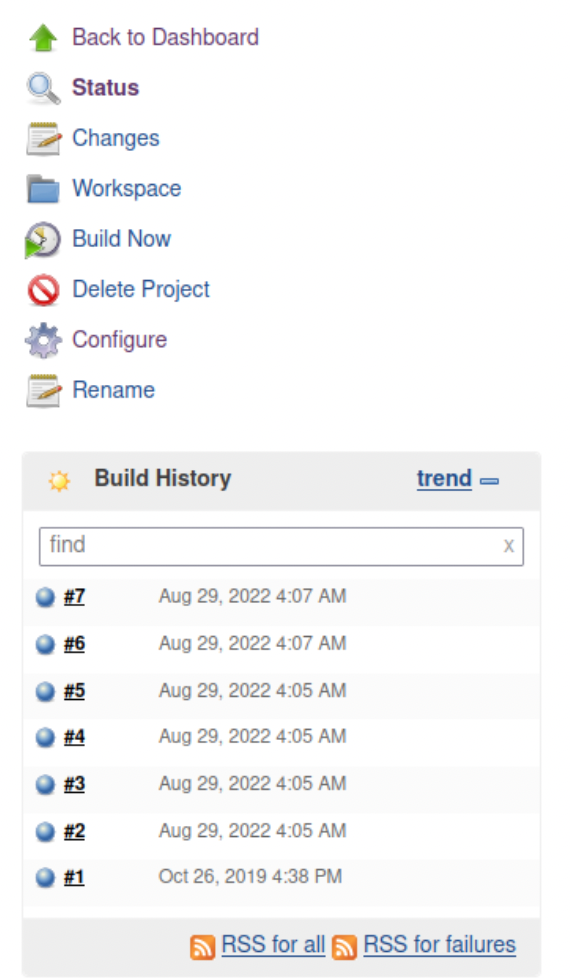 Back to Dashboard
Status
Changes
Workspace
Build Now
Delete Project
Configure
Rename
Build History trend
find x
#7 Aug 29, 2022 4:07 AM
#6 Aug 29, 2022 4:07 AM
#5 Aug 29, 2022 4:05 AM
#4 Aug 29, 2022 4:05 AM
#3 Aug 29, 2022 4:05 AM
#2 Aug 29, 2022 4:05 AM
#1 Oct 26, 2019 4:38 PM
RSS for all RSS for failures